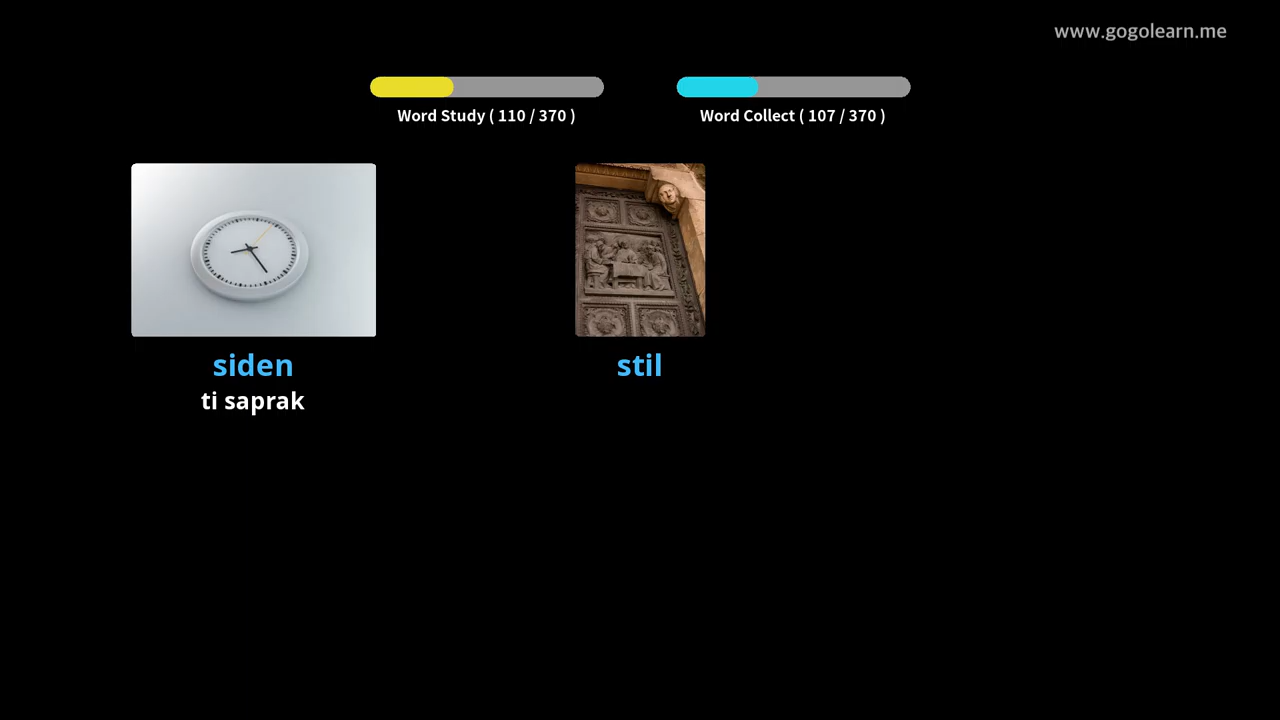 www.gogolearn.me
Word Study ( 110 / 370 )
Word Collect ( 107 / 370 )
siden
stil
ti saprak